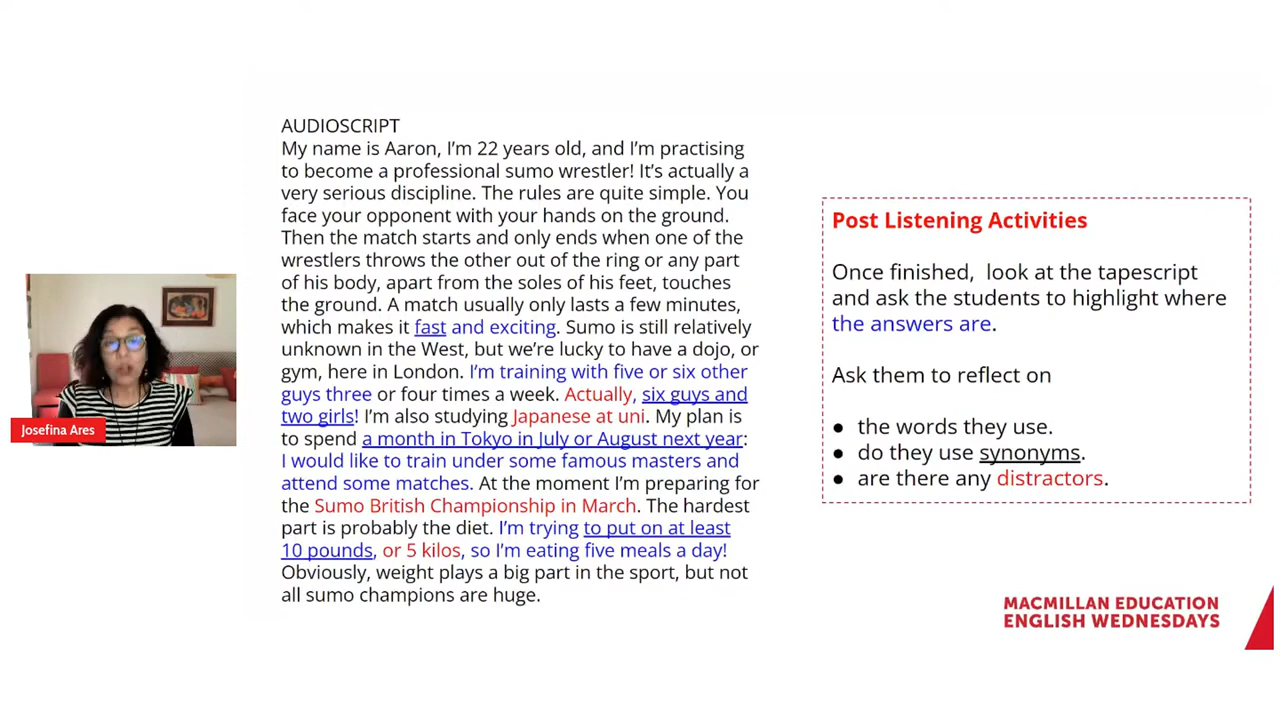 AUDIOSCRIPT
My name is Aaron, I'm 22 years old, and I'm practising
to become a professional sumo wrestler! It's actually a
very serious discipline. The rules are quite simple. You
face your opponent with your hands on the ground.
Then the match starts and only ends when one of the
wrestlers throws the other out of the ring or any part
of his body, apart from the soles of his feet, touches
the ground. A match usually only lasts a few minutes,
which makes it fast and exciting. Sumo is still relatively
unknown in the West, but we're lucky to have a dojo, or
gym, here in London. I'm training with five or six other
guys three or four times a week. Actually, six guys and
two girls! I'm also studying Japanese at uni. My plan is
to spend a month in Tokyo in July or August next year:
I would like to train under some famous masters and
attend some matches. At the moment I'm preparing for
the Sumo British Championship in March. The hardest
part is probably the diet. I'm trying to put on at least
10 pounds, or 5 kilos, so I'm eating five meals a day!
Obviously, weight plays a big part in the sport, but not
all sumo champions are huge.
Post Listening Activities
Once finished, look at the tapescript
and ask the students to highlight where
the answers are.
Ask them to reflect on
● the words they use.
● do they use synonyms.
● are there any distractors.
Josefina Ares
MACMILLAN EDUCATION
ENGLISH WEDNESDAYS